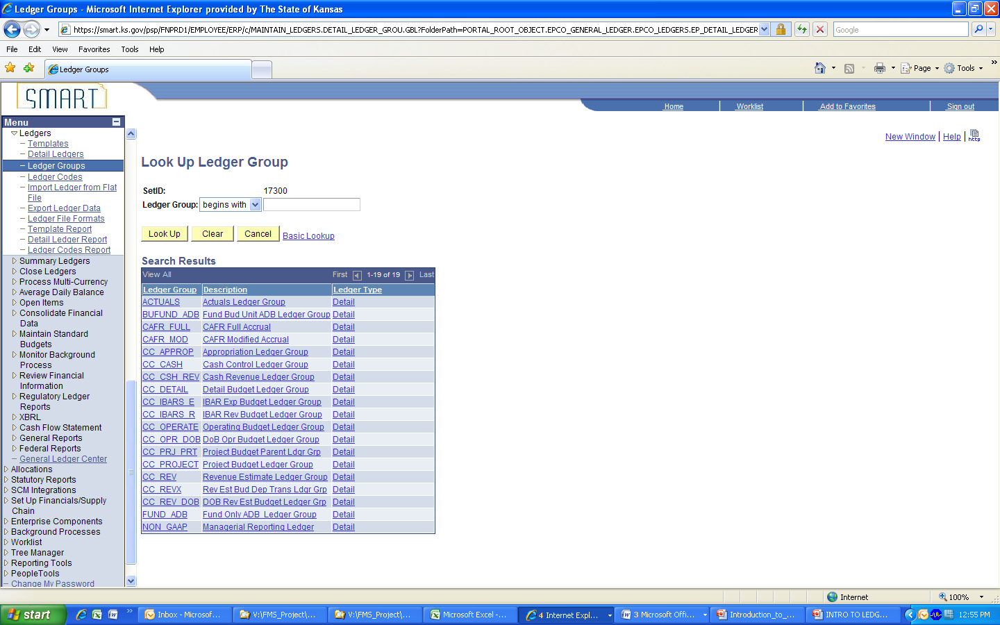 Ledger Groups - Microsoft Internet Explorer provided by The State of Kansas
https://smart.ks.gov/psp/FNPRD1/EMPLOYEE/ERP/c/MAINTAIN_LEDGERS.DETAIL_LEDGER_GROU.GBL?FolderPath=PORTAL_ROOT_OBJECT.EPCO_GENERAL_LEDGER.EPCO_LEDGERS.EP_DETAIL_LEDGER
Google
File Edit View Favorites Tools Help
Ledger Groups
Page Tools »
SMART
Home Worklist Add to Favorites Sign out
Menu
Ledgers
Templates
Detail Ledgers
Ledger Groups
Ledger Codes
Import Ledger from Flat
File
Export Ledger Data
Ledger File Formats
Template Report
Detail Ledger Report
Ledger Codes Report
Summary Ledgers
Close Ledgers
Process Multi-Currency
Average Daily Balance
Open Items
Consolidate Financial
Data
Maintain Standard
Budgets
Monitor Background
Process
Review Financial
Information
Regulatory Ledger
Reports
XBRL
Cash Flow Statement
General Reports
Federal Reports
General Ledger Center
Allocations
Statutory Reports
SCM Integrations
Set Up Financials/Supply
Chain
Enterprise Components
Background Processes
Worklist
Tree Manager
Reporting Tools
PeopleTools
Change My Password
New Window | Help | http
Look Up Ledger Group
SetID: 17300
Ledger Group: begins with
Look Up Clear Cancel Basic Lookup
Search Results
View All First 1-19 of 19 Last
Ledger Group Description Ledger Type
ACTUALS Actuals Ledger Group Detail
BUFUND_ADB Fund Bud Unit ADB Ledger Group Detail
CAFR_FULL CAFR Full Accrual Detail
CAFR_MOD CAFR Modified Accrual Detail
CC_APPROP Appropriation Ledger Group Detail
CC_CASH Cash Control Ledger Group Detail
CC_CSH_REV Cash Revenue Ledger Group Detail
CC_DETAIL Detail Budget Ledger Group Detail
CC_IBARS_E IBAR Exp Budget Ledger Group Detail
CC_IBARS_R IBAR Rev Budget Ledger Group Detail
CC_OPERATE Operating Budget Ledger Group Detail
CC_OPR_DOB DoB Opr Budget Ledger Group Detail
CC_PRJ_PRT Project Budget Parent Ldgr Grp Detail
CC_PROJECT Project Budget Ledger Group Detail
CC_REV Revenue Estimate Ledger Group Detail
CC_REVX Rev Est Bud Dep Trans Ldgr Grp Detail
CC_REV_DOB DOB Rev Est Budget Ledger Grp Detail
FUND_ADB Fund Only ADB Ledger Group Detail
NON_GAAP Managerial Reporting Ledger Detail
Internet 100%
start » Inbox - Microsof... V:\FMS_Project\... V:\FMS_Project\... Microsoft Excel -... 4 Internet Expl... 3 Microsoft Offi... Introduction_to_... INTRO TO LEDG... 12:55 PM